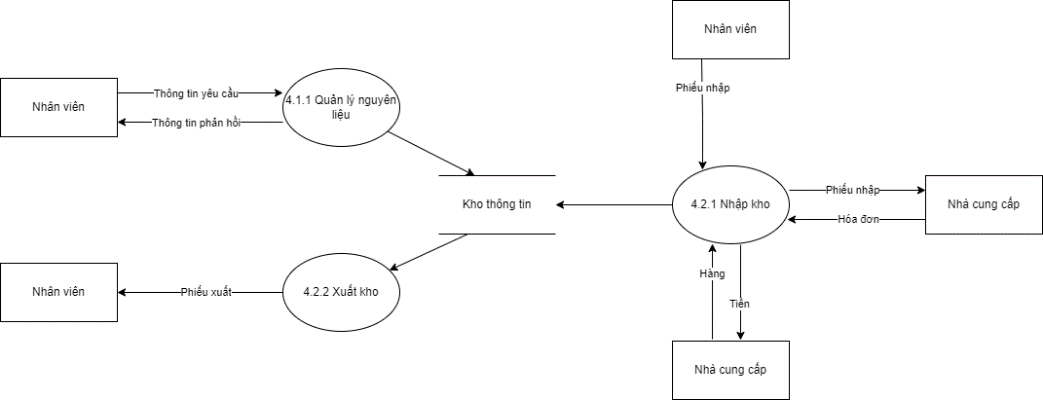 Nhân viên
Phiếu nhập
Nhân viên
Thông tin yêu cầu
Thông tin phản hồi
4.1.1 Quản lý nguyên
liệu
Kho thông tin
4.2.1 Nhập kho
Phiếu nhập
Hóa đơn
Nhà cung cấp
Nhân viên
Phiếu xuất
4.2.2 Xuất kho
Hàng
Tiền
Nhà cung cấp